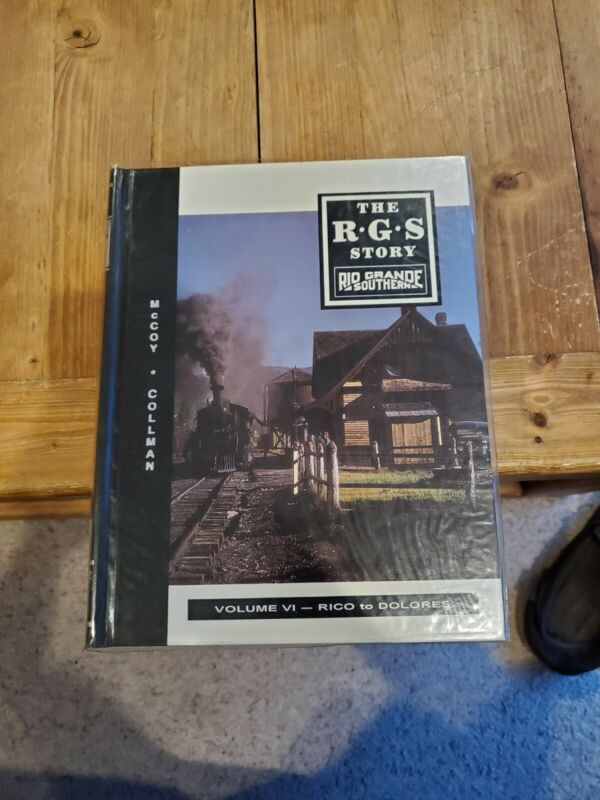 THE
R·G·S
STORY
RIO GRANDE
SOUTHERN
McCOY • COLLMAN
VOLUME VI — RICO to DOLORES